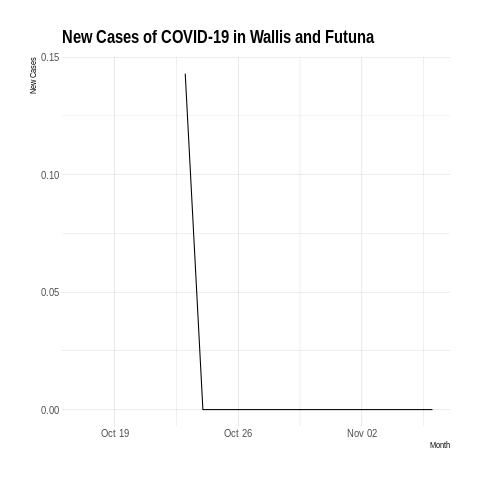 New Cases of COVID-19 in Wallis and Futuna
New Cases
0.15
0.10
0.05
0.00
Oct 19
Oct 26
Nov 02
Month